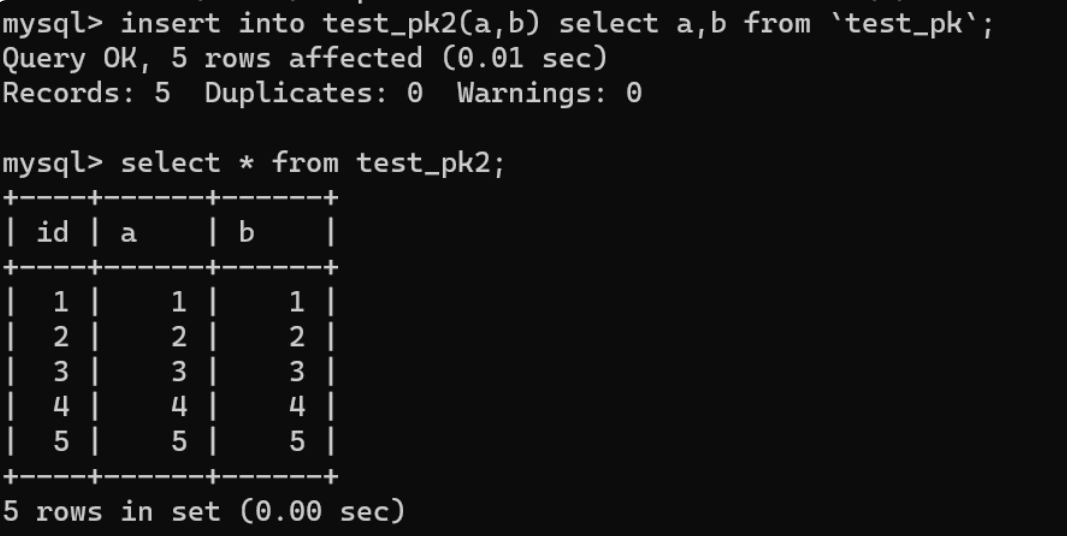 mysql> insert into test_pk2(a,b) select a,b from `test_pk`;
Query OK, 5 rows affected (0.01 sec)
Records: 5  Duplicates: 0  Warnings: 0

mysql> select * from test_pk2;
+----+------+------+
| id | a    | b    |
+----+------+------+
|  1 |    1 |    1 |
|  2 |    2 |    2 |
|  3 |    3 |    3 |
|  4 |    4 |    4 |
|  5 |    5 |    5 |
+----+------+------+
5 rows in set (0.00 sec)